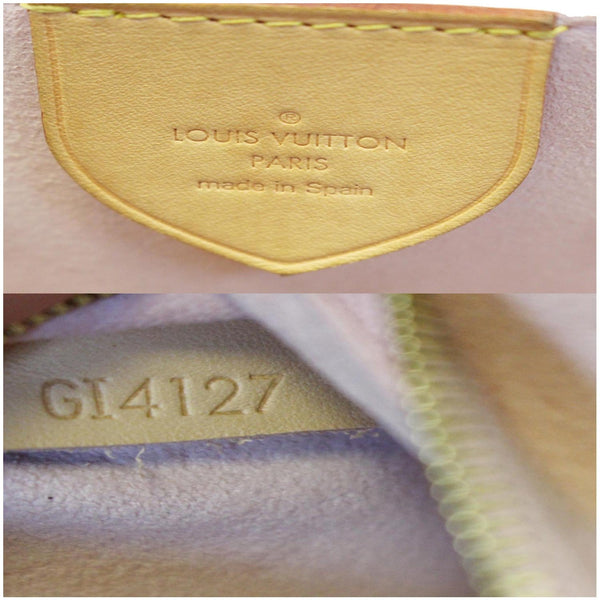 ®
LOUIS VUITTON
PARIS
made in Spain
GI4127